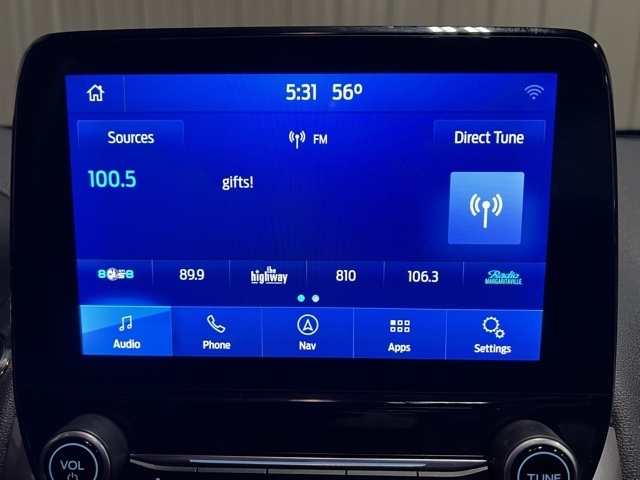 5:31 56°
Sources FM Direct Tune
100.5 gifts!
89.9 the highway 810 106.3 Radio MARGARITAVILLE
Audio Phone Nav Apps Settings
VOL TUNE